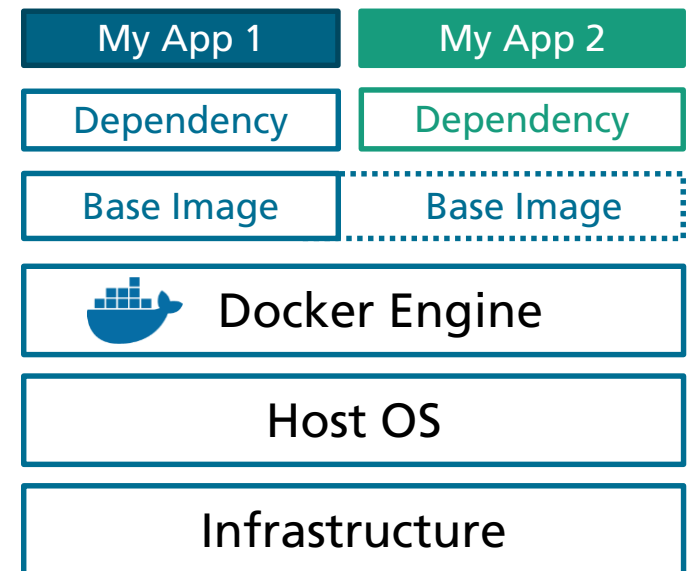 My App 1
My App 2
Dependency
Dependency
Base Image
Base Image
Docker Engine
Host OS
Infrastructure